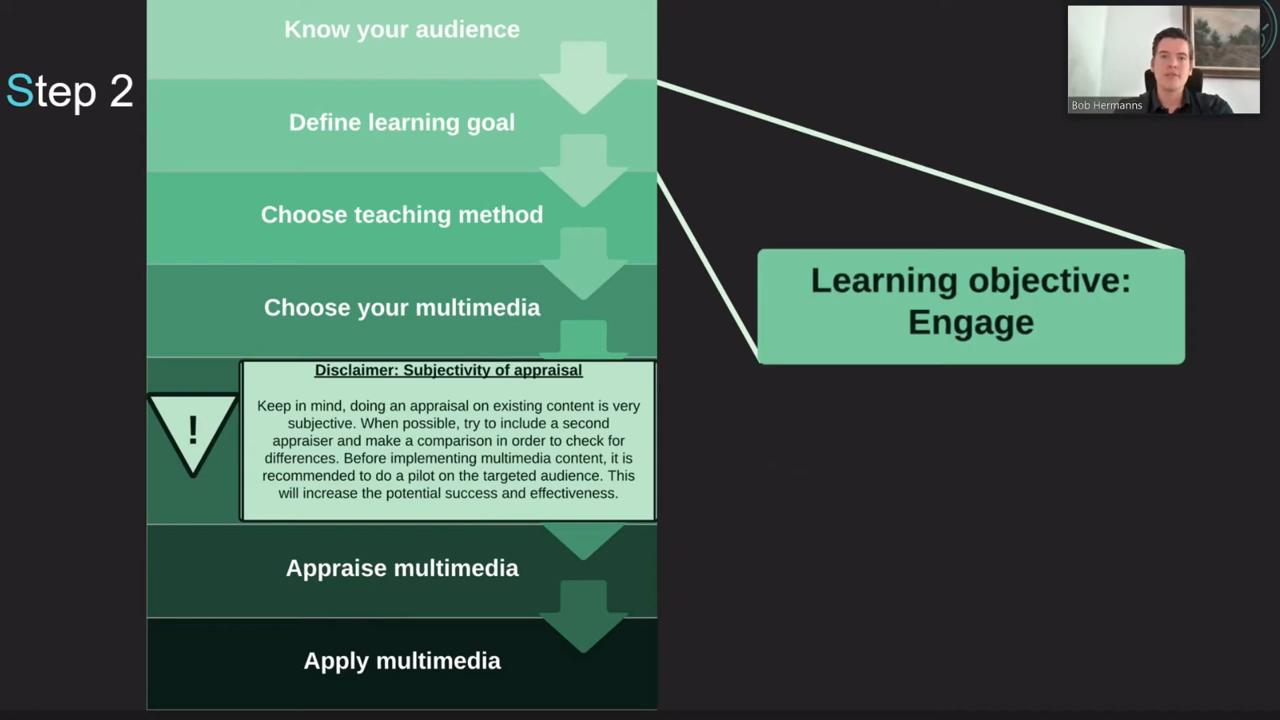 Step 2
Know your audience
Define learning goal
Choose teaching method
Choose your multimedia
Disclaimer: Subjectivity of appraisal
!
Keep in mind, doing an appraisal on existing content is very
subjective. When possible, try to include a second
appraiser and make a comparison in order to check for
differences. Before implementing multimedia content, it is
recommended to do a pilot on the targeted audience. This
will increase the potential success and effectiveness.
Appraise multimedia
Apply multimedia
Learning objective:
Engage
Bob Hermanns